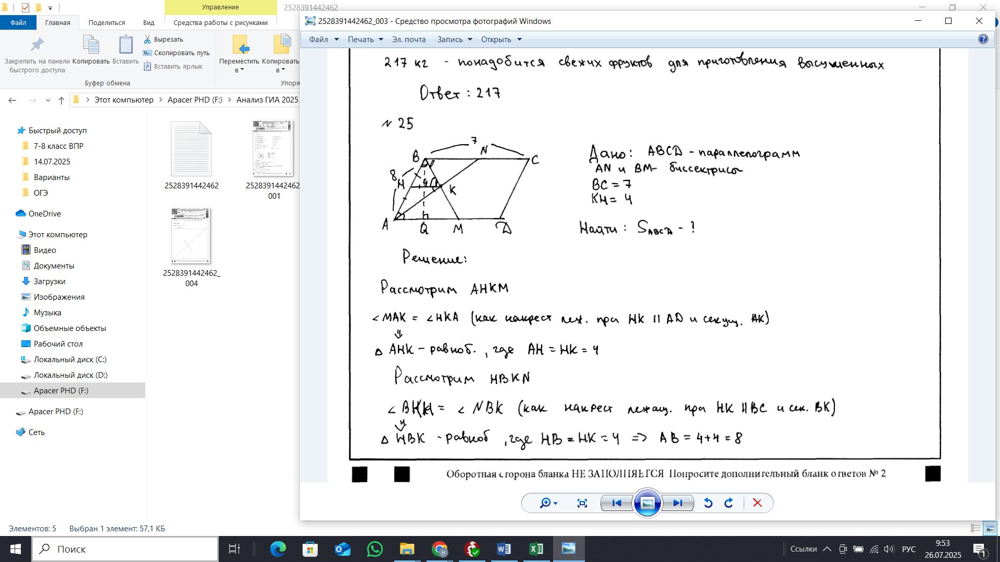 Управление
2528391442462
Файл
Главная
Поделиться
Вид
Средства работы с рисунками
Закрепить на панели быстрого доступа
Копировать
Вставить
Вырезать
Скопировать путь
Вставить ярлык
Буфер обмена
Переместить в
Копировать в
Упоря
Этот компьютер
Apacer PHD (F:)
Анализ ГИА 2025
Быстрый доступ
7-8 класс ВПР
14.07.2025
Варианты
ОГЭ
OneDrive
Этот компьютер
Видео
Документы
Загрузки
Изображения
Музыка
Объемные объекты
Рабочий стол
Локальный диск (C:)
Локальный диск (D:)
Apacer PHD (F:)
Apacer PHD (F:)
Сеть
2528391442462
2528391442462
001
2528391442462_
004
Элементов: 5
Выбран 1 элемент: 57,1 КБ
2528391442462_003 - Средство просмотра фотографий Windows
Файл
Печать
Эл. почта
Запись
Открыть
217 кг - понадобится свежих фруктов для приготовления высушенных
Ответ : 217
№ 25
7
B
N
C
8
H
4
K
A
Q
M
D
Дано: ABCD - параллелограмм
AN и BM - биссектрисы
BC = 7
KH = 4
Найти : SABCD - ?
Решение:
Рассмотрим AHKM
∠ MAK = ∠ HKA (как накрест леж. при HK || AD и секущ. AK)
⇓
Δ AHK - равноб. , где AH = HK = 4
Рассмотрим HBKN
∠ BKH = ∠ NBK (как накрест лежащ. при HK || BC и сек. BK)
⇓
Δ HBK - равноб , где HB = HK = 4 => AB = 4+4 = 8
Оборотная сторона бланка НЕ ЗАПОЛНЯЕТСЯ Попросите дополнительный бланк ответов № 2
Поиск
Ссылки
РУС
9:53
26.07.2025
1